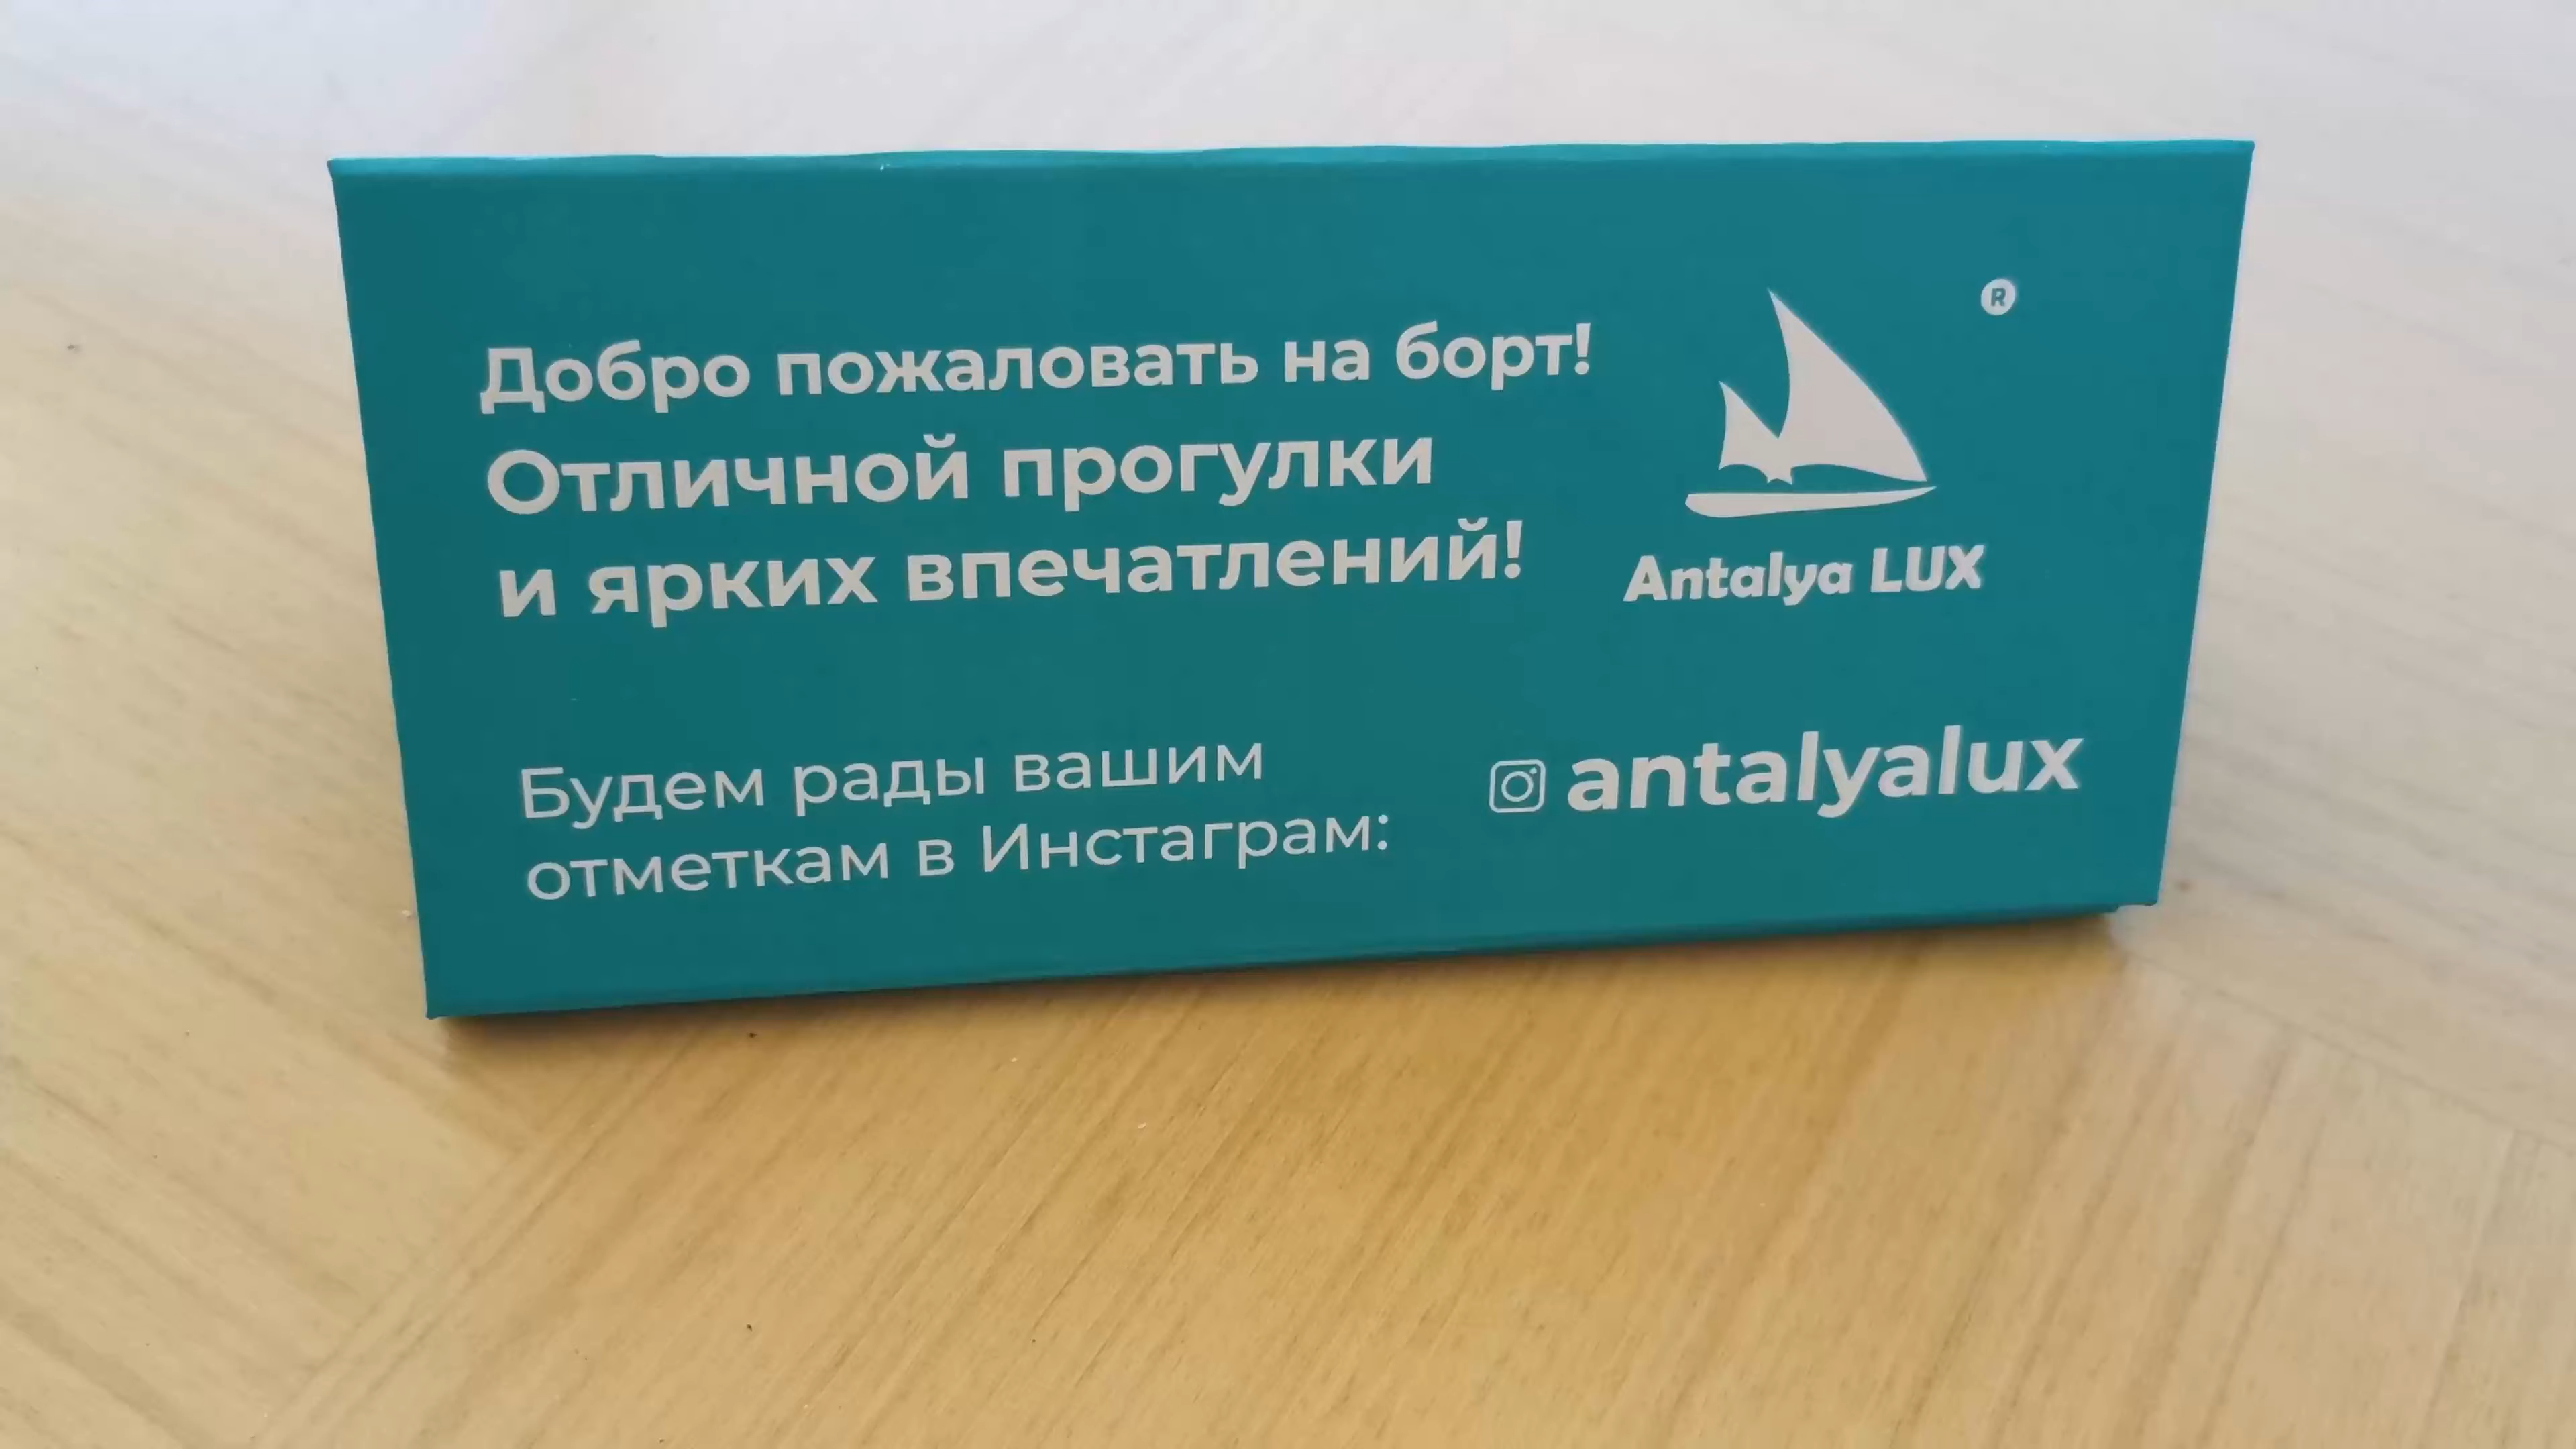 Добро пожаловать на борт!
Отличной прогулки
и ярких впечатлений!
®
Antalya LUX
Будем рады вашим
отметкам в Инстаграм:
antalyalux